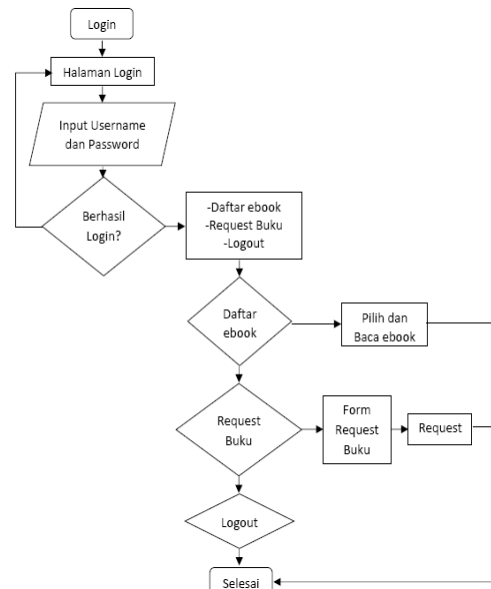 Login
Halaman Login
Input Username
dan Password
Berhasil
Login?
-Daftar ebook
-Request Buku
-Logout
Daftar
ebook
Pilih dan
Baca ebook
Request
Buku
Form
Request
Buku
Request
Logout
Selesai